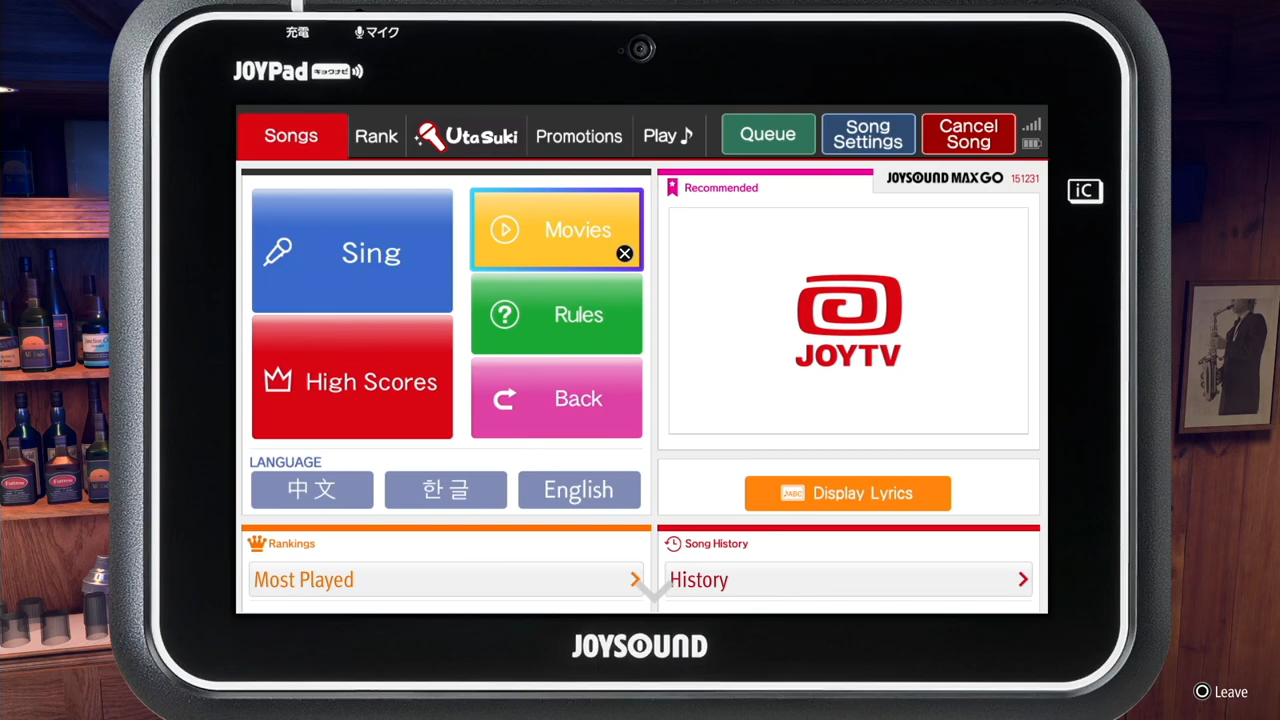 充電
マイク
JOYPad キョクナビ
Songs
Rank
UtaSuki
Promotions
Play♪
Queue
Song
Settings
Cancel
Song
Sing
High Scores
Movies
Rules
Back
LANGUAGE
中文
한글
English
Recommended
JOYSOUND MAX GO 151231
JOYTV
Display Lyrics
Rankings
Most Played
Song History
History
iC
JOYSOUND
Leave